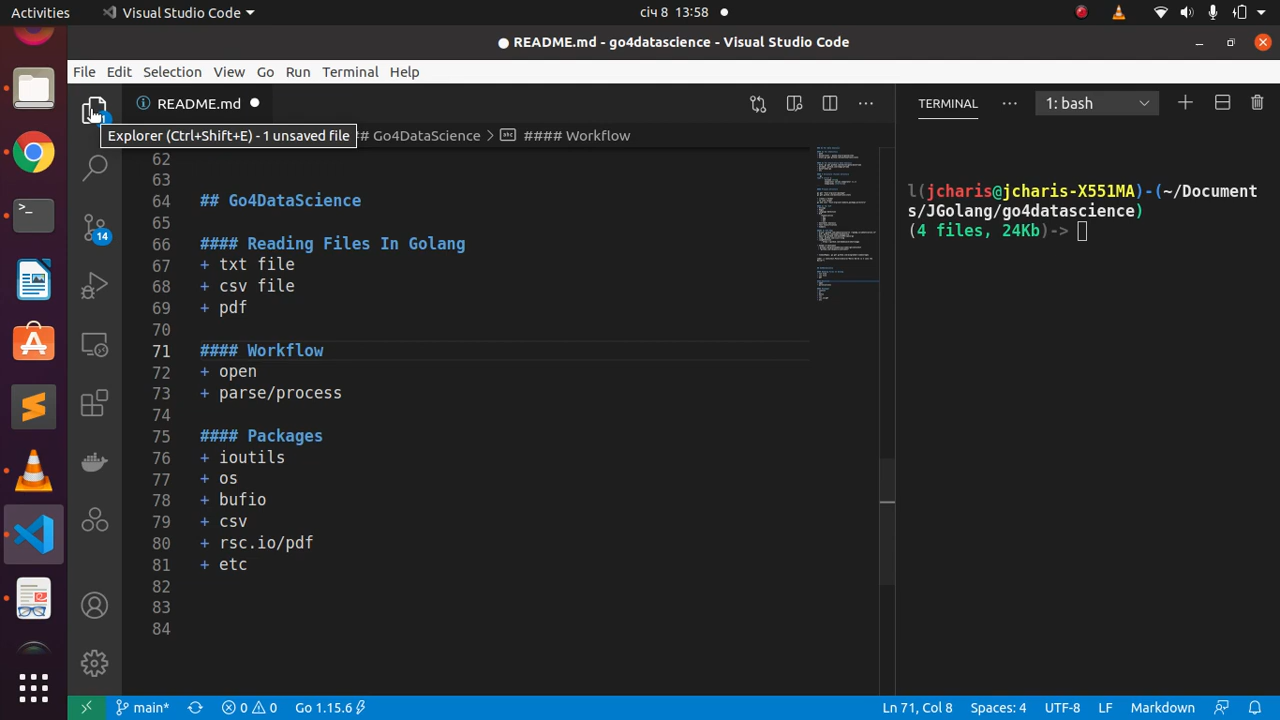 Activities Visual Studio Code січ 8 13:58
● README.md - go4datascience - Visual Studio Code
File Edit Selection View Go Run Terminal Help
README.md
TERMINAL 1: bash
Explorer (Ctrl+Shift+E) - 1 unsaved file
## Go4DataScience > #### Workflow
62
63
64 ## Go4DataScience
65
66 #### Reading Files In Golang
67 + txt file
68 + csv file
69 + pdf
70
71 #### Workflow
72 + open
73 + parse/process
74
75 #### Packages
76 + ioutils
77 + os
78 + bufio
79 + csv
80 + rsc.io/pdf
81 + etc
82
83
84
14
l(jcharis@jcharis-X551MA)-(~/Document
s/JGolang/go4datascience)
(4 files, 24Kb)->
main* 0 0 Go 1.15.6 Ln 71, Col 8 Spaces: 4 UTF-8 LF Markdown